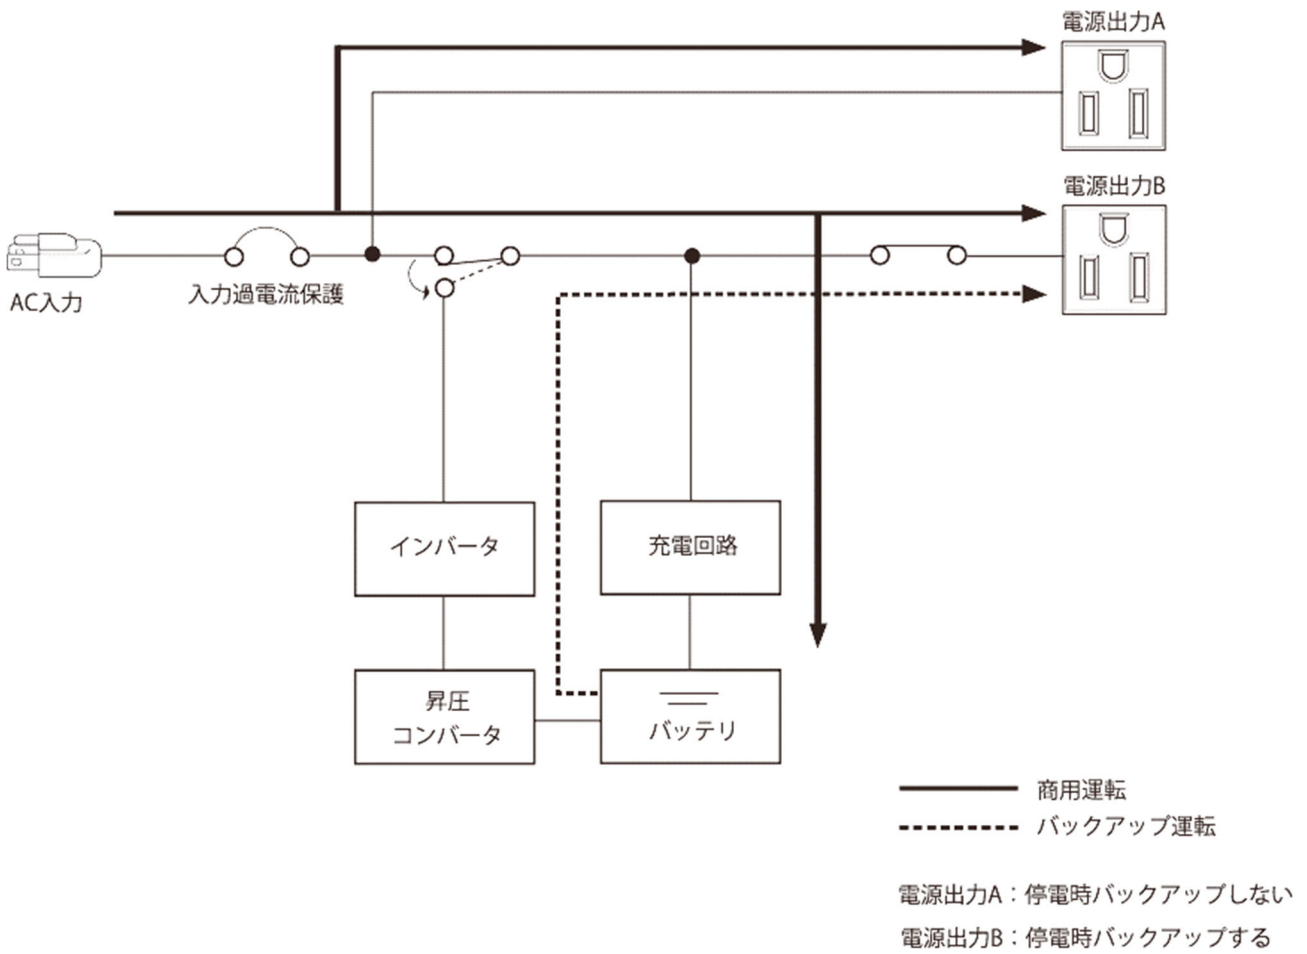 電源出力A
電源出力B
AC入力
入力過電流保護
インバータ
充電回路
昇圧
コンバータ
バッテリ
商用運転
バックアップ運転
電源出力A：停電時バックアップしない
電源出力B：停電時バックアップする